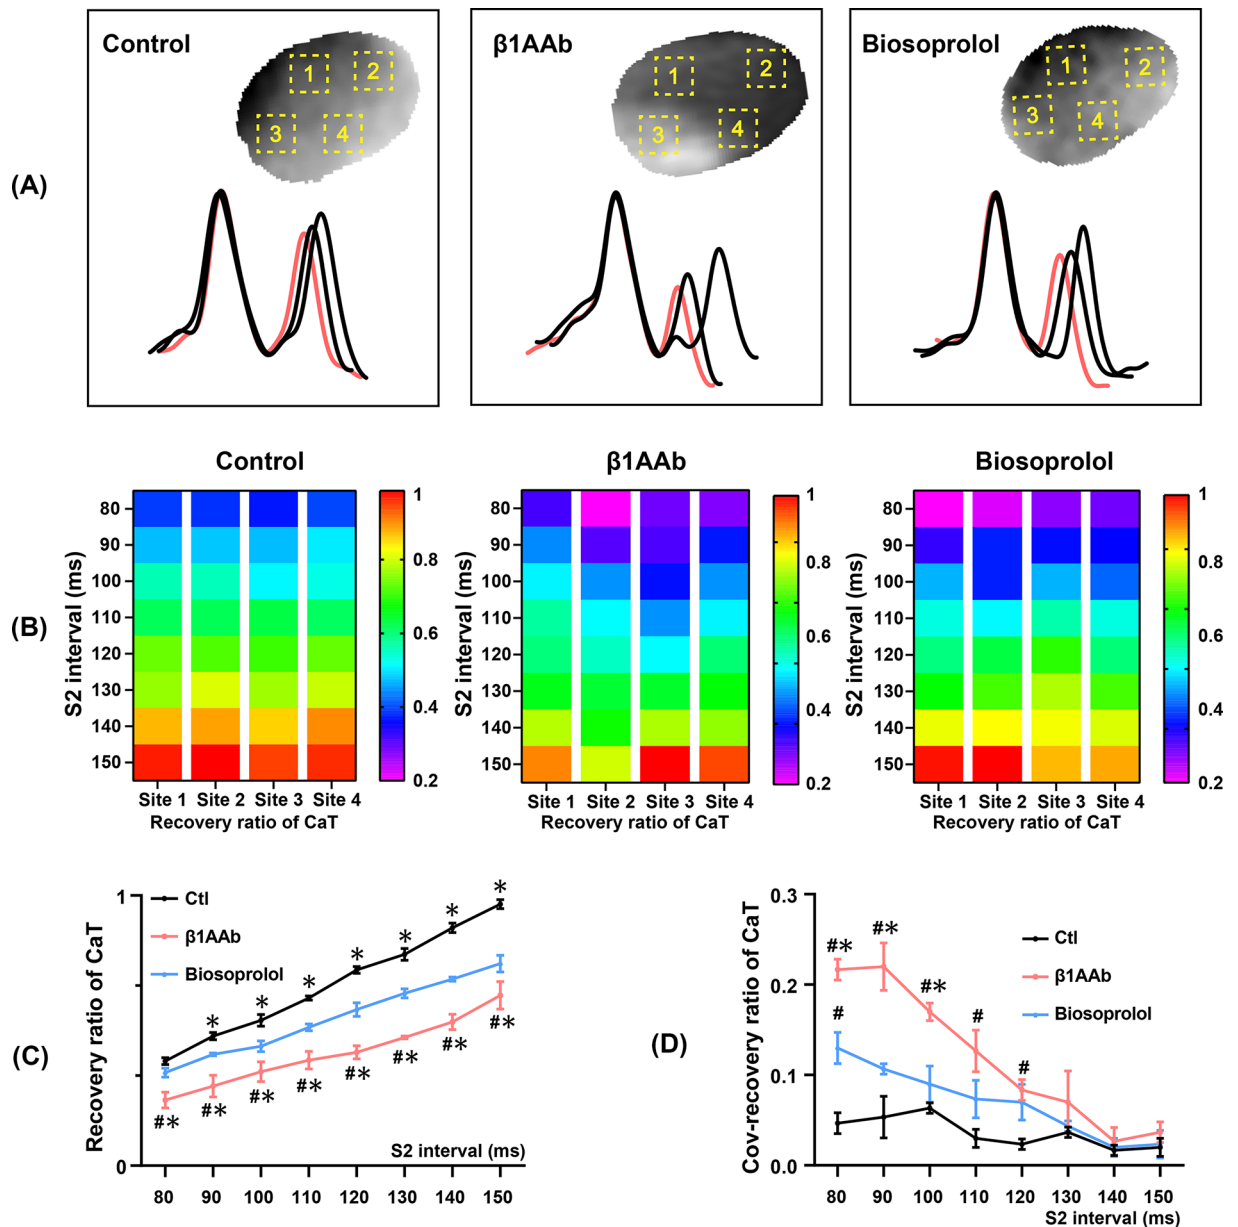 (A)
Control
1
2
3
4
β1AAb
1
2
3
4
Biosoprolol
1
2
3
4
(B)
Control
S2 interval (ms)
80
90
100
110
120
130
140
150
Site 1 Site 2 Site 3 Site 4
Recovery ratio of CaT
1
0.8
0.6
0.4
0.2
β1AAb
S2 interval (ms)
80
90
100
110
120
130
140
150
Site 1 Site 2 Site 3 Site 4
Recovery ratio of CaT
1
0.8
0.6
0.4
0.2
Biosoprolol
S2 interval (ms)
80
90
100
110
120
130
140
150
Site 1 Site 2 Site 3 Site 4
Recovery ratio of CaT
1
0.8
0.6
0.4
0.2
(C)
Recovery ratio of CaT
1
0
Ctl
β1AAb
Biosoprolol
* * * * * * *
#* #* #* #* #* #* #* #*
S2 interval (ms)
80 90 100 110 120 130 140 150
(D)
Cov-recovery ratio of CaT
0.3
0.2
0.1
0.0
Ctl
β1AAb
Biosoprolol
#* #* #* # #
#
80 90 100 110 120 130 140 150
S2 interval (ms)